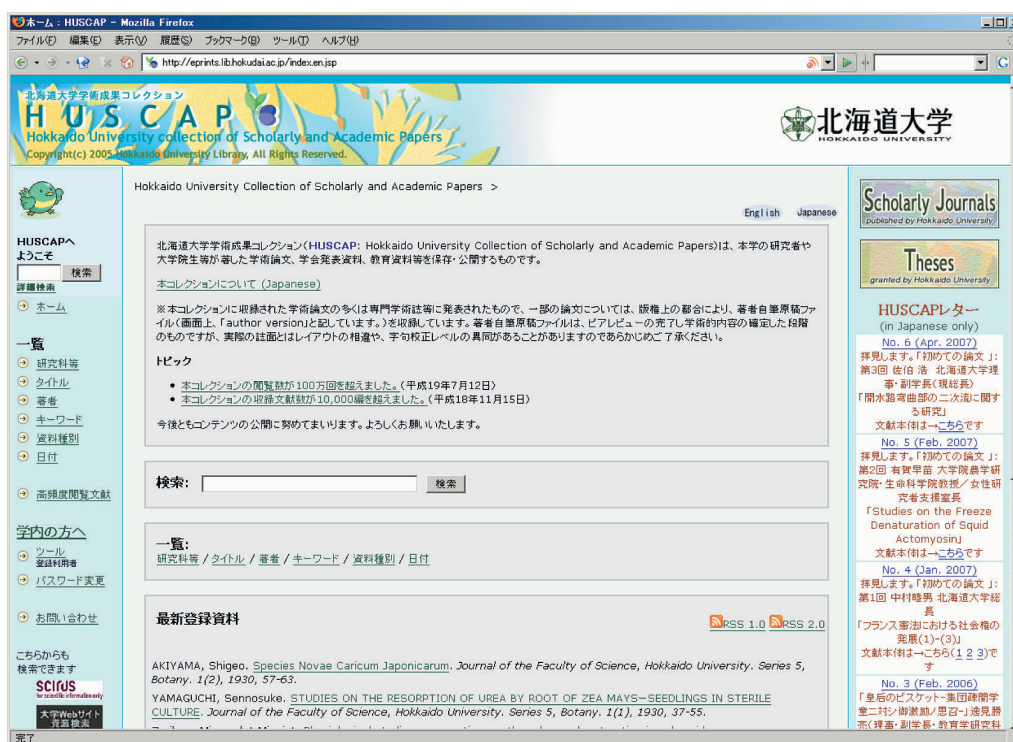 ホーム : HUSCAP - Mozilla Firefox
ファイル(F) 編集(E) 表示(V) 履歴(S) ブックマーク(B) ツール(T) ヘルプ(H)
http://eprints.lib.hokudai.ac.jp/index.en.jsp
北海道大学学術成果コレクション
HUSCAP
Hokkaido University collection of Scholarly and Academic Papers
Copyright(c) 2005 Hokkaido University Library, All Rights Reserved.
北海道大学
HOKKAIDO UNIVERSITY
HUSCAPへ
ようこそ
検索
詳細検索
ホーム
一覧
研究科等
タイトル
著者
キーワード
資料種別
日付
高頻度閲覧文献
学内の方へ
ツール
登録利用者
パスワード変更
お問い合わせ
こちらからも
検索できます
SCIRUS
for scientific information only
大学Webサイト
資源検索
Hokkaido University Collection of Scholarly and Academic Papers >
English Japanese
北海道大学学術成果コレクション(HUSCAP: Hokkaido University Collection of Scholarly and Academic Papers)は、本学の研究者や
大学院生等が著した学術論文、学会発表資料、教育資料等を保存・公開するものです。
本コレクションについて (Japanese)
※本コレクションに収録された学術論文の多くは専門学術誌等に発表されたもので、一部の論文については、版権上の都合により、著者自筆原稿ファ
イル(画面上、「author version」と記しています。)を収録しています。著者自筆原稿ファイルは、ピアレビューの完了し学術的内容の確定した段階
のものですが、実際の誌面とはレイアウトの相違や、字句校正レベルの異同があることがありますのであらかじめご了承ください。
トピック
• 本コレクションの閲覧数が100万回を超えました。(平成19年7月12日)
• 本コレクションの収録文献数が10,000編を超えました。(平成18年11月15日)
今後ともコンテンツの公開に努めてまいります。よろしくお願いいたします。
検索: 検索
一覧:
研究科等 / タイトル / 著者 / キーワード / 資料種別 / 日付
最新登録資料
RSS 1.0 RSS 2.0
AKIYAMA, Shigeo. Species Novae Caricum Japonicarum. Journal of the Faculty of Science, Hokkaido University. Series 5,
Botany. 1(2), 1930, 57-63.
YAMAGUCHI, Sennosuke. STUDIES ON THE RESORPTION OF UREA BY ROOT OF ZEA MAYS-SEEDLINGS IN STERILE
CULTURE. Journal of the Faculty of Science, Hokkaido University. Series 5, Botany. 1(1), 1930, 37-55.
Scholarly Journals
published by Hokkaido University
Theses
granted by Hokkaido University
HUSCAPレター
(in Japanese only)
No. 6 (Apr. 2007)
拝見します。「初めての論文」:
第3回 佐伯 浩 北海道大学理
事・副学長(現総長)
「開水路弯曲部の二次流に関す
る研究」
文献本体は→こちらです
No. 5 (Feb. 2007)
拝見します。「初めての論文」:
第2回 有賀早苗 大学院農学研
究院・生命科学院教授/女性研
究者支援室長
「Studies on the Freeze
Denaturation of Squid
Actomyosin」
文献本体は→こちらです
No. 4 (Jan. 2007)
拝見します。「初めての論文」:
第1回 中村睦男 北海道大学総
長
「フランス憲法における社会権の
発展(1)-(3)」
文献本体は→こちら(1 2 3)で
す
No. 3 (Feb. 2006)
「皇后のビスケット-集団疎開学
童ニ対シ御激励ノ思召-」逸見勝
亮(理事・副学長・教育学研究科
完了